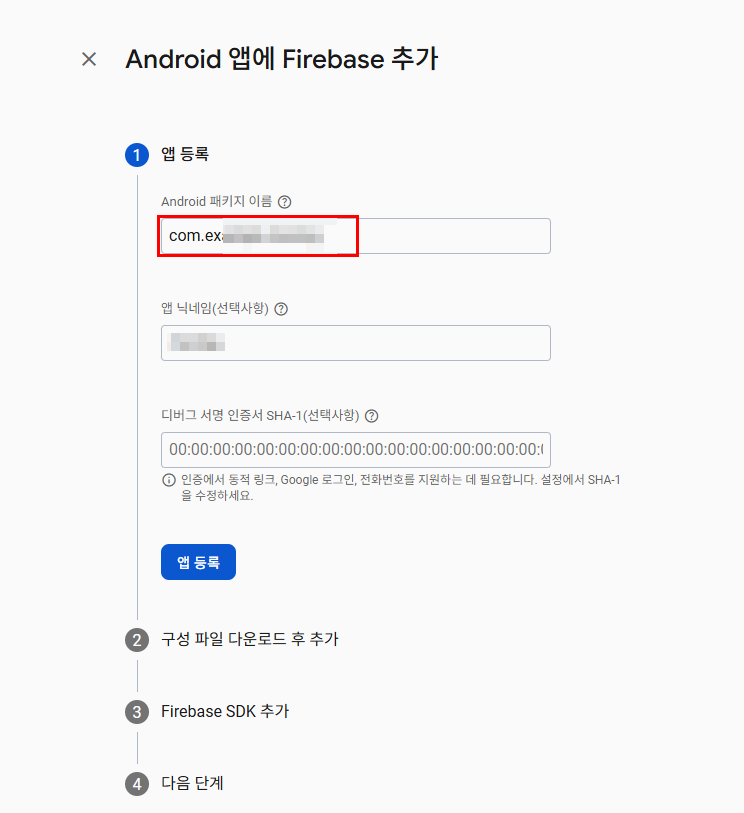 Android 앱에 Firebase 추가
1 앱 등록
Android 패키지 이름
com.exa
앱 닉네임(선택사항)
디버그 서명 인증서 SHA-1(선택사항)
00:00:00:00:00:00:00:00:00:00:00:00:00:00:00:00:00:
인증에서 동적 링크, Google 로그인, 전화번호를 지원하는 데 필요합니다. 설정에서 SHA-1
을 수정하세요.
앱 등록
2 구성 파일 다운로드 후 추가
3 Firebase SDK 추가
4 다음 단계